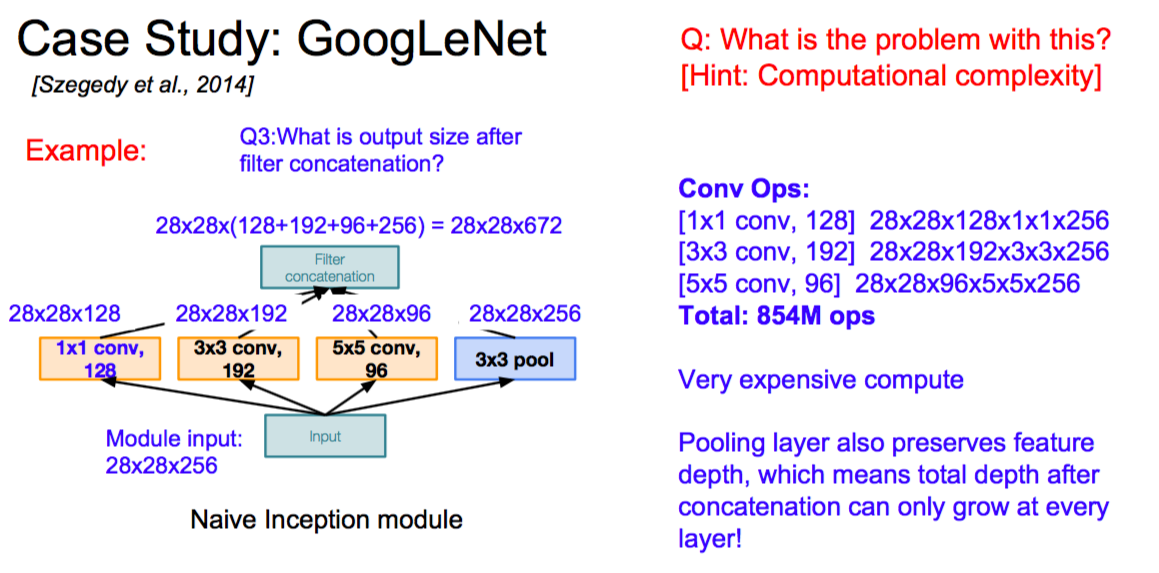 Case Study: GoogLeNet
[Szegedy et al., 2014]
Example:
Q3:What is output size after
filter concatenation?
28x28x(128+192+96+256) = 28x28x672
Filter
concatenation
28x28x128
28x28x192
28x28x96
28x28x256
1x1 conv,
128
3x3 conv,
192
5x5 conv,
96
3x3 pool
Module input:
28x28x256
Input
Naive Inception module
Q: What is the problem with this?
[Hint: Computational complexity]
Conv Ops:
[1x1 conv, 128] 28x28x128x1x1x256
[3x3 conv, 192] 28x28x192x3x3x256
[5x5 conv, 96] 28x28x96x5x5x256
Total: 854M ops
Very expensive compute
Pooling layer also preserves feature
depth, which means total depth after
concatenation can only grow at every
layer!